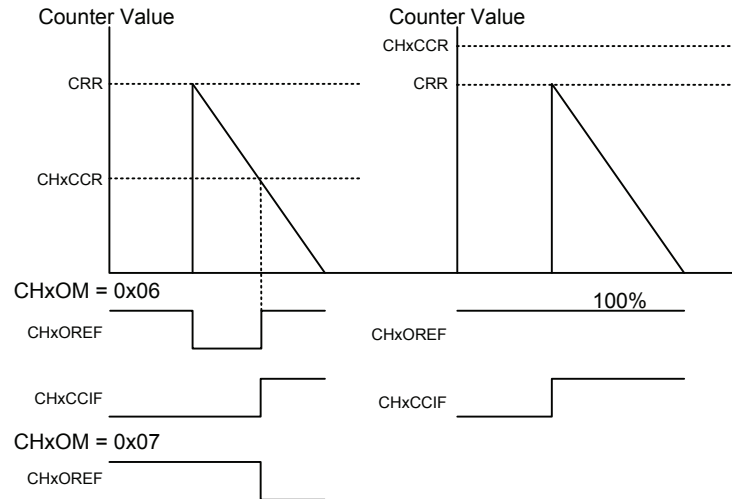 Counter Value
CRR
CHxCCR
CHxOM = 0x06
CHxOREF
CHxCCIF
CHxOM = 0x07
CHxOREF
Counter Value
CHxCCR
CRR
100%
CHxOREF
CHxCCIF